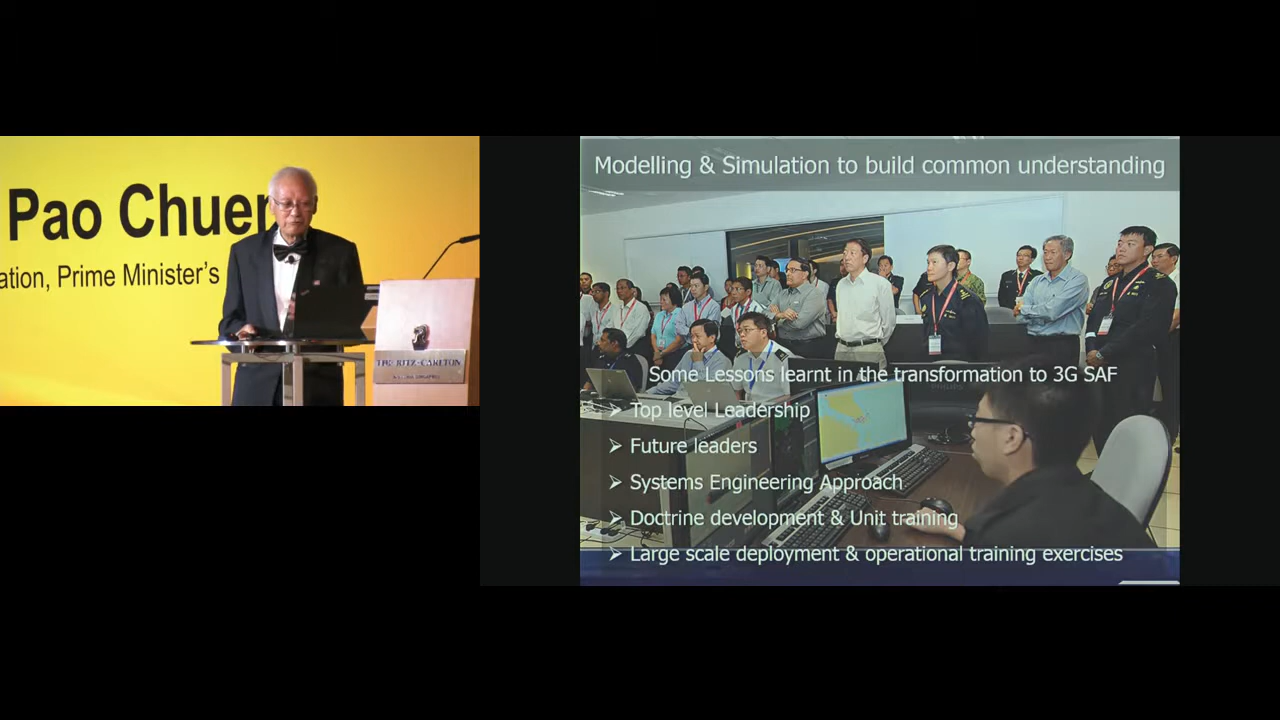 Pao Chuen
ation, Prime Minister's
THE RITZ-CARLTON
Modelling & Simulation to build common understanding
Some Lessons learnt in the transformation to 3G SAF
➢ Top level Leadership
➢ Future leaders
➢ Systems Engineering Approach
➢ Doctrine development & Unit training
➢ Large scale deployment & operational training exercises